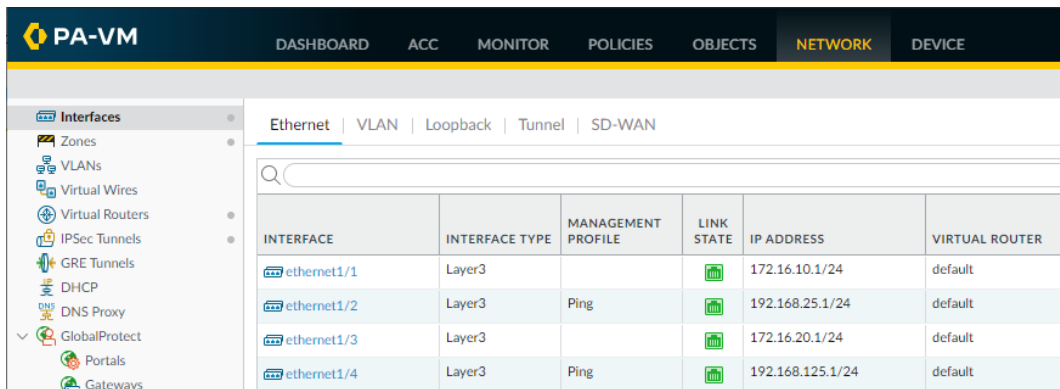 PA-VM
DASHBOARD ACC MONITOR POLICIES OBJECTS NETWORK DEVICE
Interfaces
Zones
VLANs
Virtual Wires
Virtual Routers
IPSec Tunnels
GRE Tunnels
DHCP
DNS Proxy
GlobalProtect
Portals
Gateways
Ethernet | VLAN | Loopback | Tunnel | SD-WAN
INTERFACE INTERFACE TYPE MANAGEMENT PROFILE LINK STATE IP ADDRESS VIRTUAL ROUTER
ethernet1/1 Layer3 172.16.10.1/24 default
ethernet1/2 Layer3 Ping 192.168.25.1/24 default
ethernet1/3 Layer3 172.16.20.1/24 default
ethernet1/4 Layer3 Ping 192.168.125.1/24 default